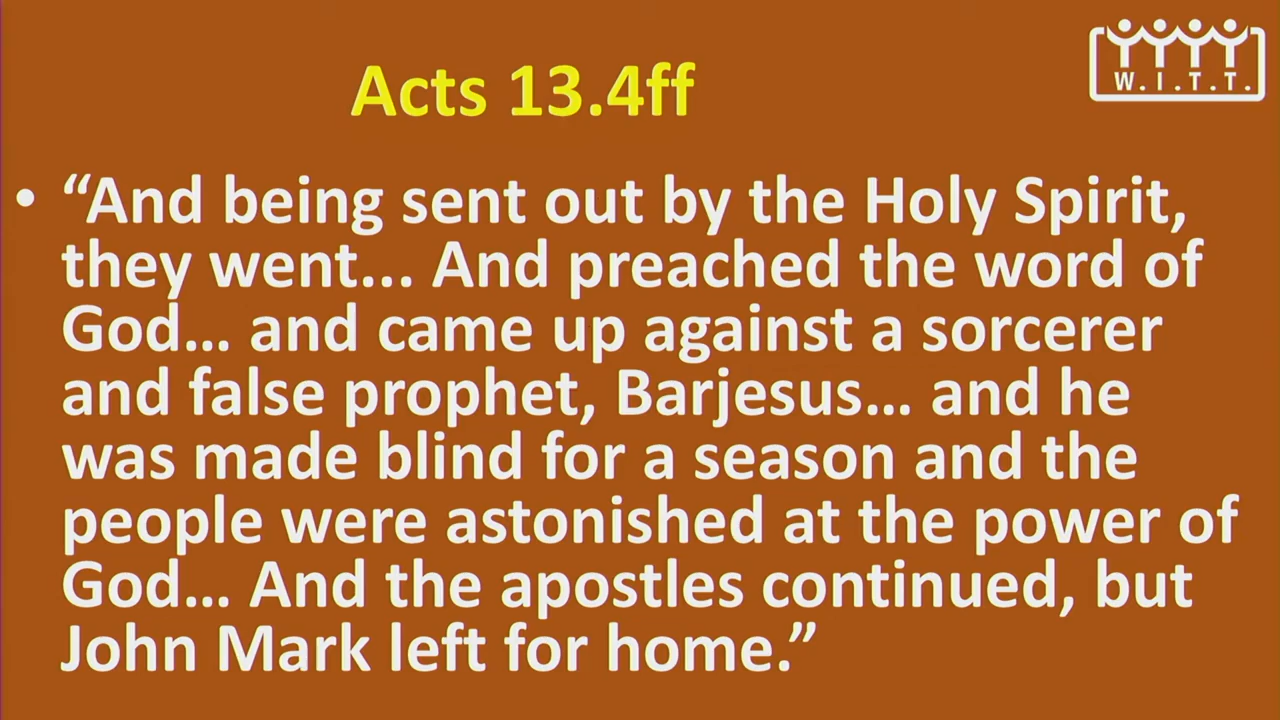 W.I.T.T.
Acts 13.4ff
• “And being sent out by the Holy Spirit,
they went... And preached the word of
God... and came up against a sorcerer
and false prophet, Barjesus... and he
was made blind for a season and the
people were astonished at the power of
God... And the apostles continued, but
John Mark left for home.”